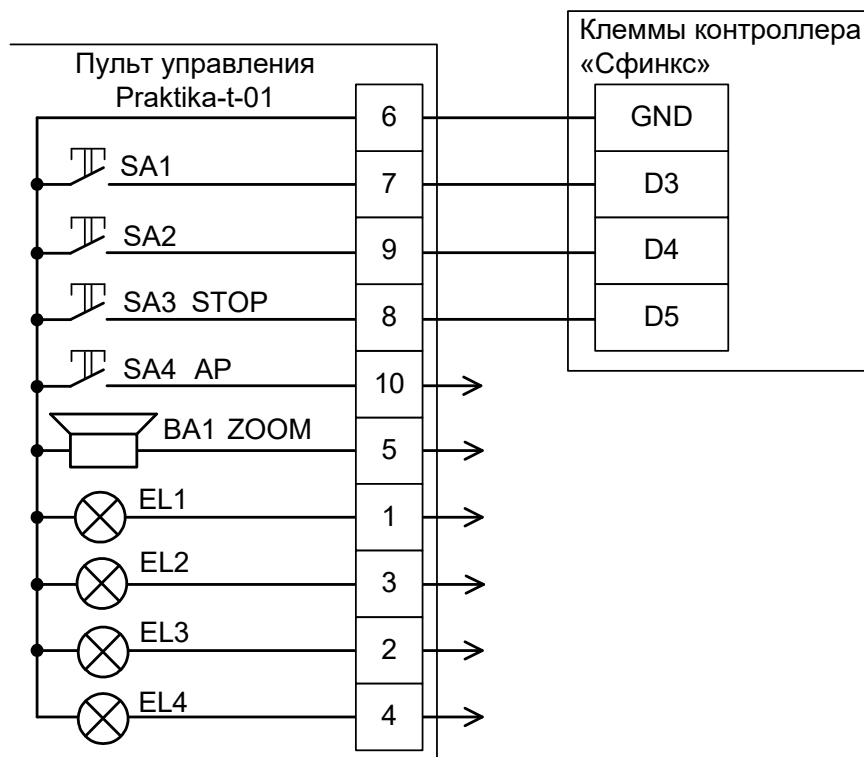 Клеммы контроллера
«Сфинкс»
Пульт управления
Praktika-t-01
6
GND
SA1
7
D3
SA2
9
D4
SA3 STOP
8
D5
SA4 AP
10
BA1 ZOOM
5
EL1
1
EL2
3
EL3
2
EL4
4